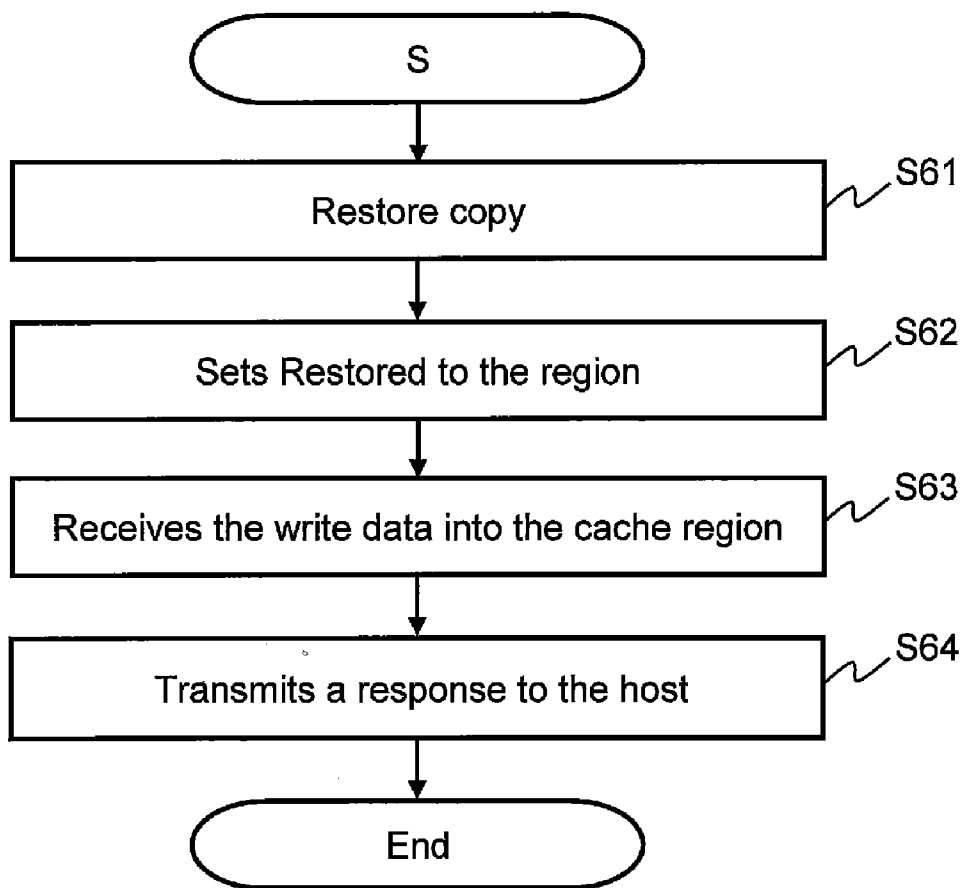 S
S61
Restore copy
S62
Sets Restored to the region
S63
Receives the write data into the cache region
S64
Transmits a response to the host
End